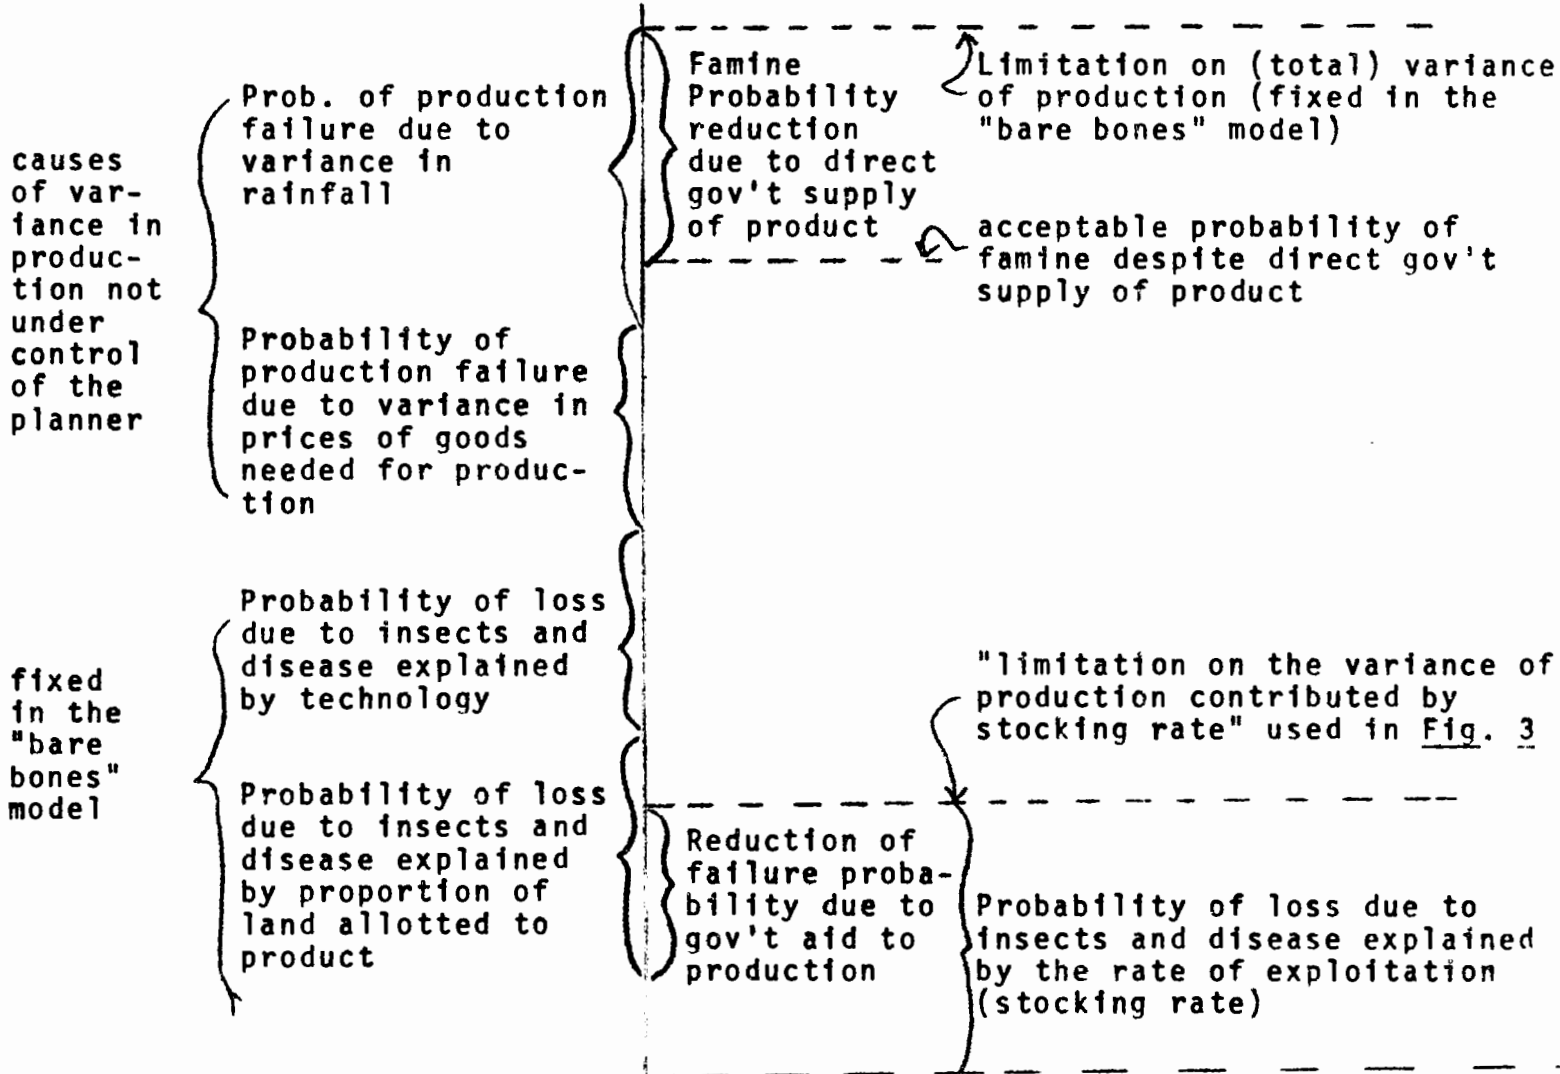 causes
of var-
iance in
produc-
tion not
under
control
of the
planner
Prob. of production
failure due to
variance in
rainfall
Probability of
production failure
due to variance in
prices of goods
needed for produc-
tion
fixed
in the
"bare
bones"
model
Probability of loss
due to insects and
disease explained
by technology
Probability of loss
due to insects and
disease explained
by proportion of
land allotted to
product
Famine
Probability
reduction
due to direct
gov't supply
of product
Limitation on (total) variance
of production (fixed in the
"bare bones" model)
acceptable probability of
famine despite direct gov't
supply of product
"limitation on the variance of
production contributed by
stocking rate" used in Fig. 3
Reduction of
failure proba-
bility due to
gov't aid to
production
Probability of loss due to
insects and disease explained
by the rate of exploitation
(stocking rate)